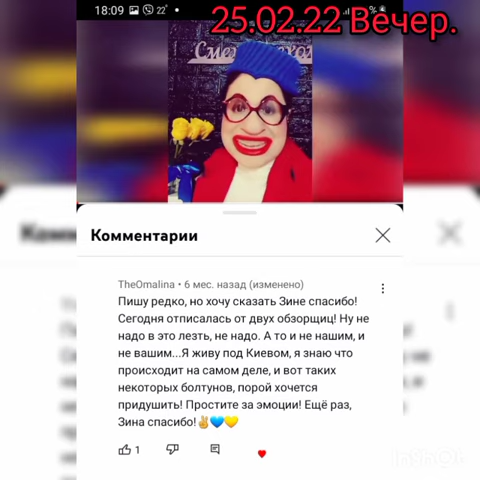 18:09 22°
25.02.22 Вечер.
Комментарии
TheOmalina • 6 мес. назад (изменено)
Пишу редко, но хочу сказать Зине спасибо!
Сегодня отписалась от двух обзорщиц! Ну не
надо в это лезть, не надо. А то и не нашим, и
не вашим...Я живу под Киевом, я знаю что
происходит на самом деле, и вот таких
некоторых болтунов, порой хочется
придушить! Простите за эмоции! Ещё раз,
Зина спасибо!✌💙💛
1
InShOt